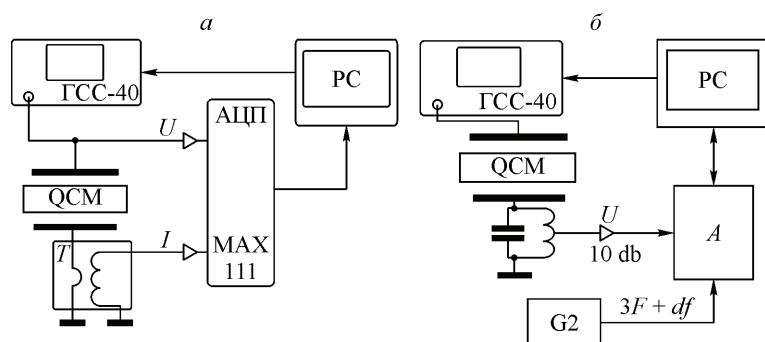 а
ГСС-40
PC
U
АЦП
QCM
T
I
MAX
111
б
ГСС-40
PC
QCM
U
10 db
A
G2
3F + df